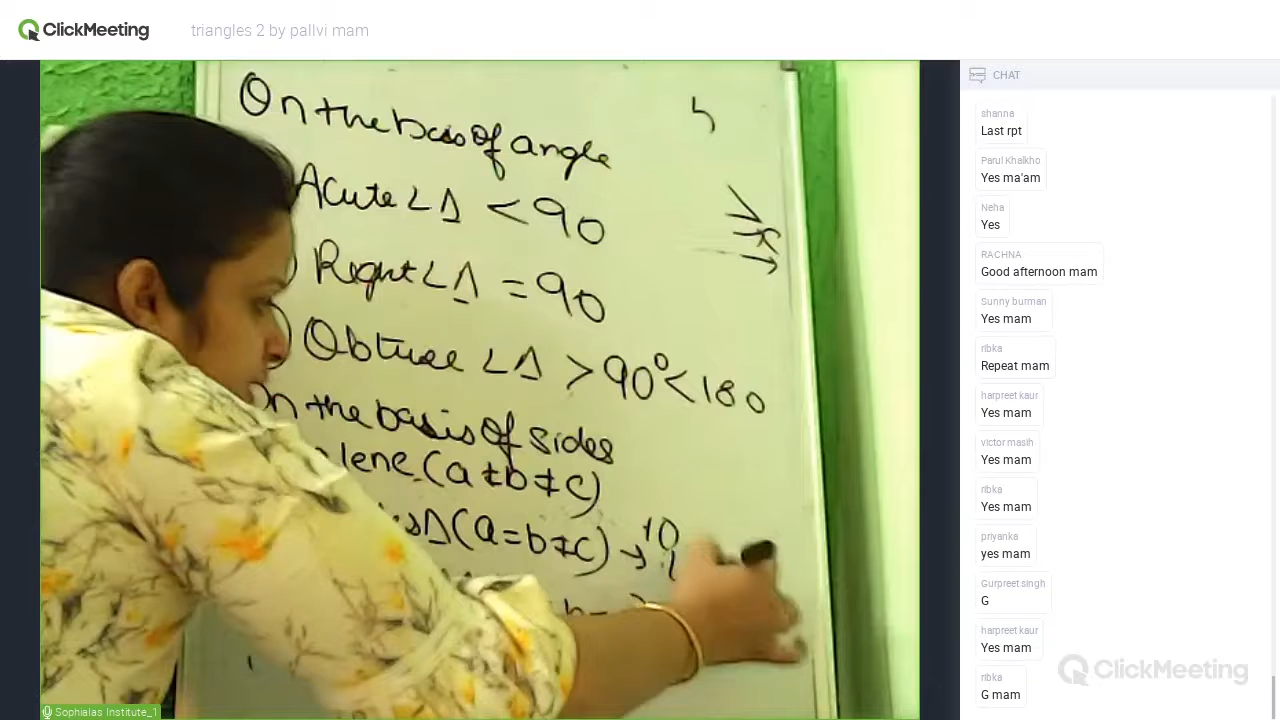 ClickMeeting
triangles 2 by pallvi mam
On the basis of angle
Acute ∠Δ < 90
Right ∠Δ = 90
Obtuse ∠Δ > 90° < 180
On the basis of sides
lene (a ≠ b ≠ c)
Δ (a = b ≠ c) →
Sophialas Institute_1
CHAT
shanna
Last rpt
Parul Khalkho
Yes ma'am
Neha
Yes
RACHNA
Good afternoon mam
Sunny burman
Yes mam
ribka
Repeat mam
harpreet kaur
Yes mam
victor masih
Yes mam
ribka
Yes mam
priyanka
yes mam
Gurpreet singh
G
harpreet kaur
Yes mam
ribka
G mam
ClickMeeting